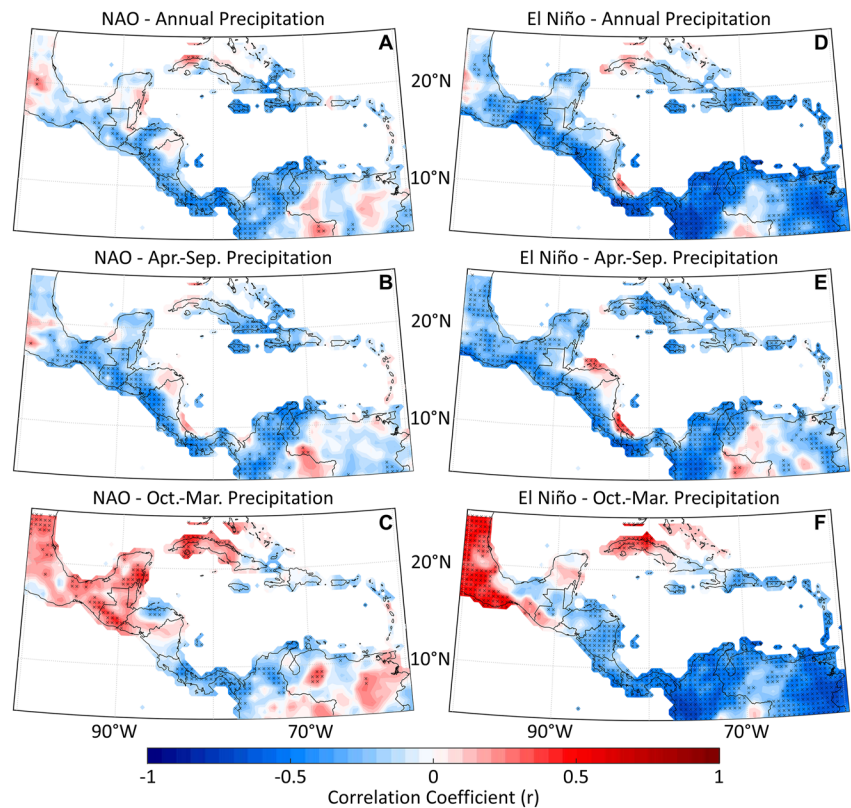 NAO - Annual Precipitation
A
El Niño - Annual Precipitation
D
20°N
10°N
NAO - Apr.-Sep. Precipitation
B
El Niño - Apr.-Sep. Precipitation
E
20°N
10°N
NAO - Oct.-Mar. Precipitation
C
El Niño - Oct.-Mar. Precipitation
F
20°N
10°N
90°W 70°W 90°W 70°W
-1 -0.5 0 0.5 1
Correlation Coefficient (r)